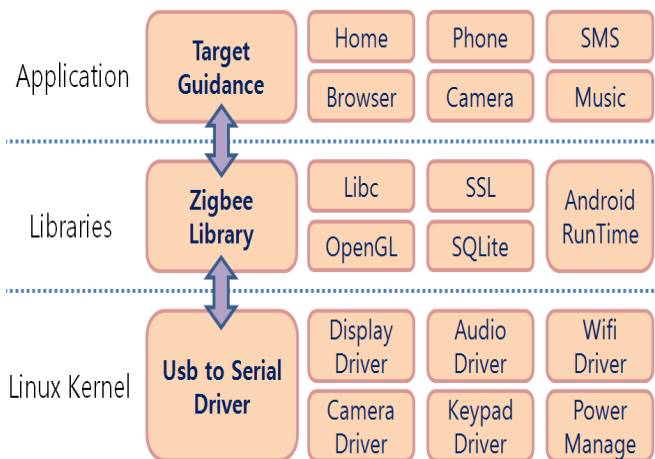 Application
Target
Guidance
Home
Phone
SMS
Browser
Camera
Music
Libraries
Zigbee
Library
Libc
SSL
Android
RunTime
OpenGL
SQLite
Linux Kernel
Usb to Serial
Driver
Display
Driver
Audio
Driver
Wifi
Driver
Camera
Driver
Keypad
Driver
Power
Manage